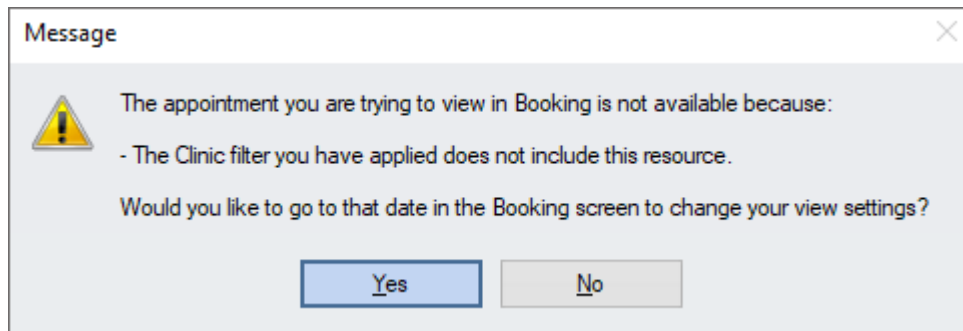 Message
The appointment you are trying to view in Booking is not available because:
- The Clinic filter you have applied does not include this resource.
Would you like to go to that date in the Booking screen to change your view settings?
Yes
No